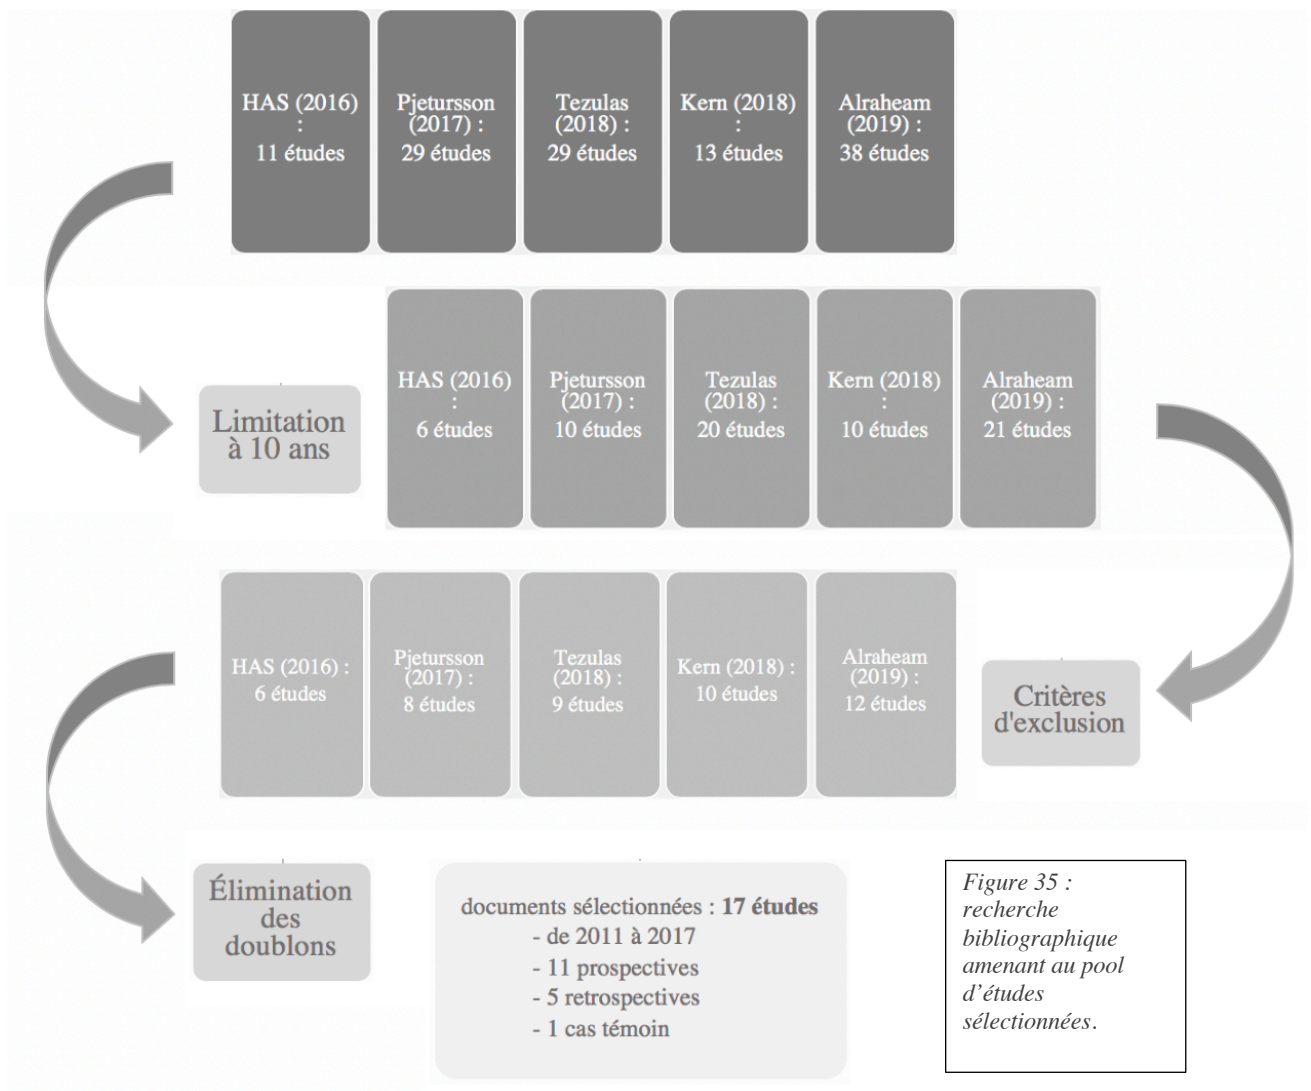 HAS (2016)
:
11 études
Pjetursson
(2017) :
29 études
Tezulas
(2018) :
29 études
Kern (2018)
:
13 études
Alraheam
(2019) :
38 études
Limitation
à 10 ans
HAS (2016)
:
6 études
Pjetursson
(2017) :
10 études
Tezulas
(2018) :
20 études
Kern (2018)
:
10 études
Alraheam
(2019) :
21 études
HAS (2016) :
6 études
Pjetursson
(2017) :
8 études
Tezulas
(2018) :
9 études
Kern (2018) :
10 études
Alraheam
(2019) :
12 études
Critères
d'exclusion
Élimination
des
doublons
documents sélectionnées : 17 études
- de 2011 à 2017
- 11 prospectives
- 5 retrospectives
- 1 cas témoin
Figure 35 :
recherche
bibliographique
amenant au pool
d’études
sélectionnées.